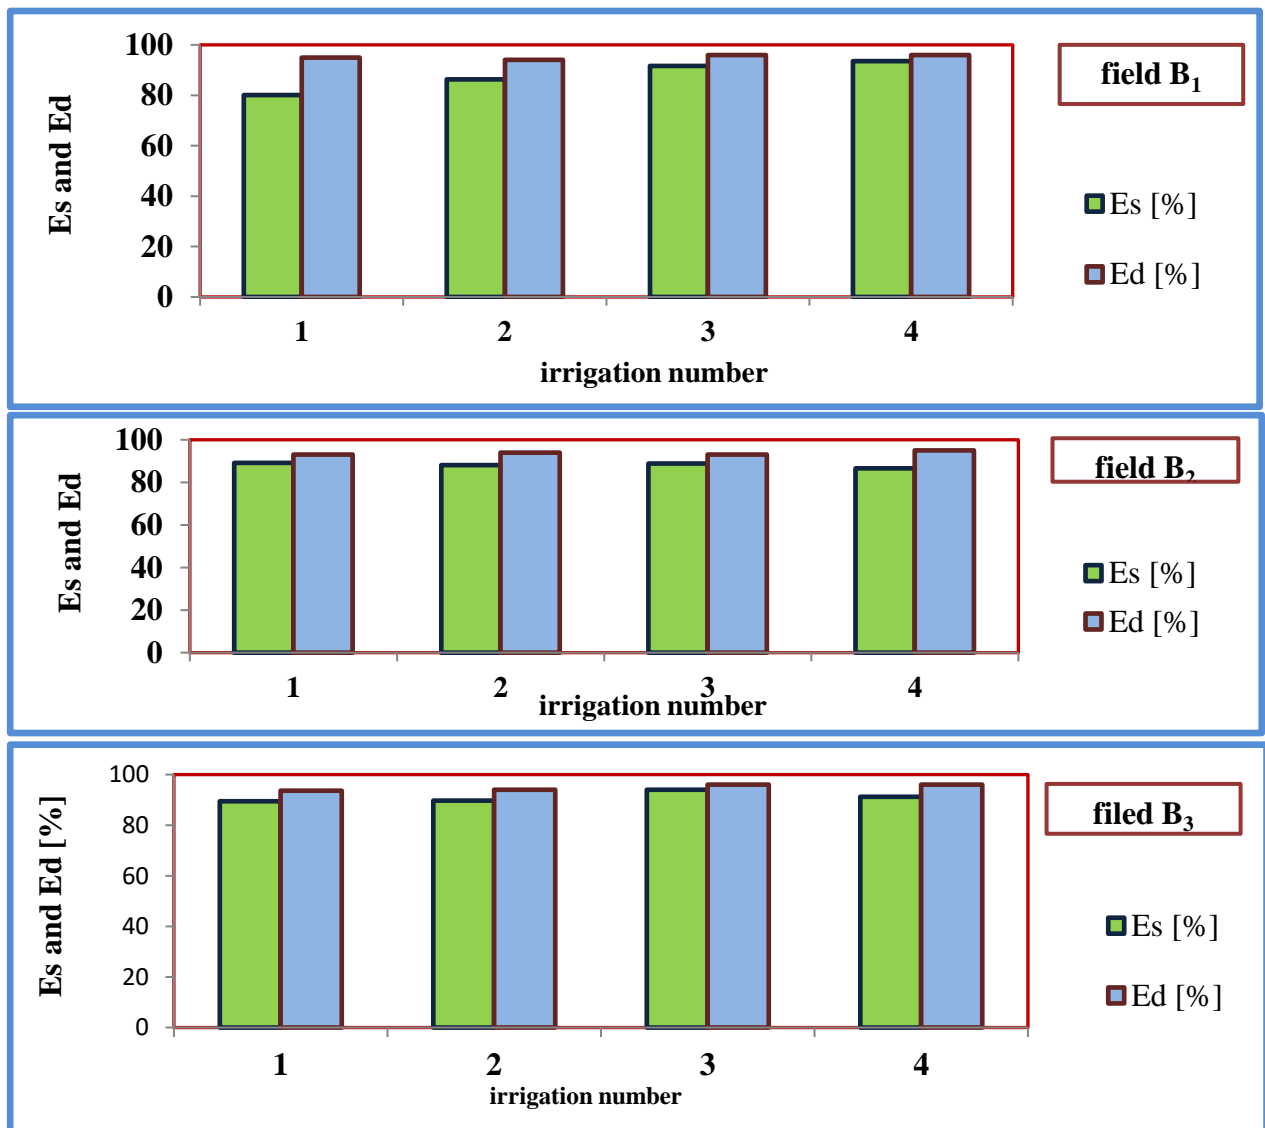 100
80
60
40
20
0
Es and Ed
1 2 3 4
irrigation number
field B₁
Es [%]
Ed [%]
100
80
60
40
20
0
Es and Ed
1 2 3 4
irrigation number
field B₂
Es [%]
Ed [%]
100
80
60
40
20
0
Es and Ed [%]
1 2 3 4
irrigation number
filed B₃
Es [%]
Ed [%]